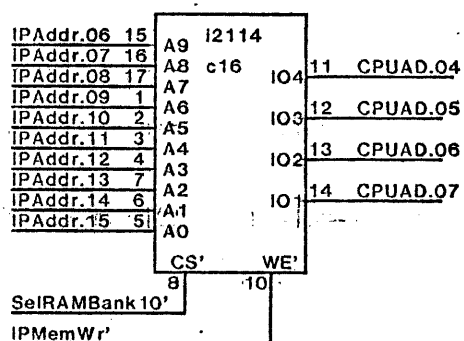 IPAddr.06 15 A9 i2114
IPAddr.07 16 A8 c16
IPAddr.08 17 A7 IO4 11 CPUAD.04
IPAddr.09 1 A6
IPAddr.10 2 A5 IO3 12 CPUAD.05
IPAddr.11 3 A4
IPAddr.12 4 A3 IO2 13 CPUAD.06
IPAddr.13 7 A2
IPAddr.14 6 A1 IO1 14 CPUAD.07
IPAddr.15 5 A0
CS' WE'
8 10
SelRAMBank10'
IPMemWr'